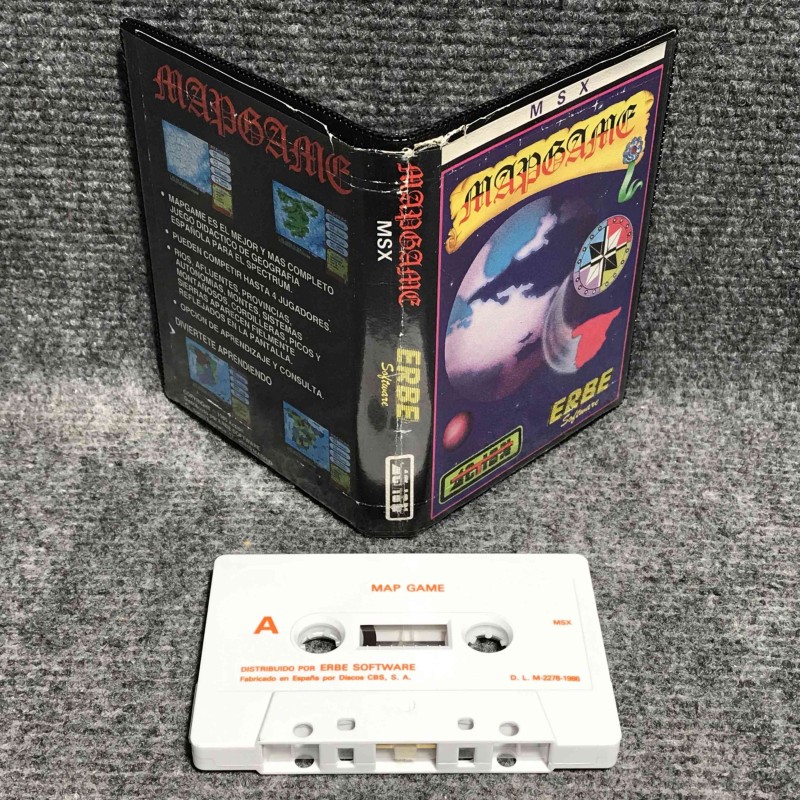 MAPGAME
• MAPGAME ES EL MEJOR Y MAS COMPLETO
JUEGO DIDACTICO DE GEOGRAFIA
ESPAÑOLA PARA EL SPECTRUM.
• PUEDEN COMPETIR HASTA 4 JUGADORES
• RIOS, AFLUENTES, PROVINCIAS
AUTONOMIAS, MONTES, SISTEMAS
MONTAÑOSOS, CORDILLERAS, PICOS Y
SIERRAS APARECEN FIELMENTE
REFLEJADOS EN LA PANTALLA.
• OPCION DE APRENDIZAJE Y CONSULTA.
DIVIERTETE APRENDIENDO
MAPGAME
MSX
ERBE
Software
MSX
MAPGAME
ERBE
Software
MAP GAME
A
MSX
DISTRIBUIDO POR ERBE SOFTWARE
Fabricado en España por Discos CBS, S. A.
D. L. M-2278-1986